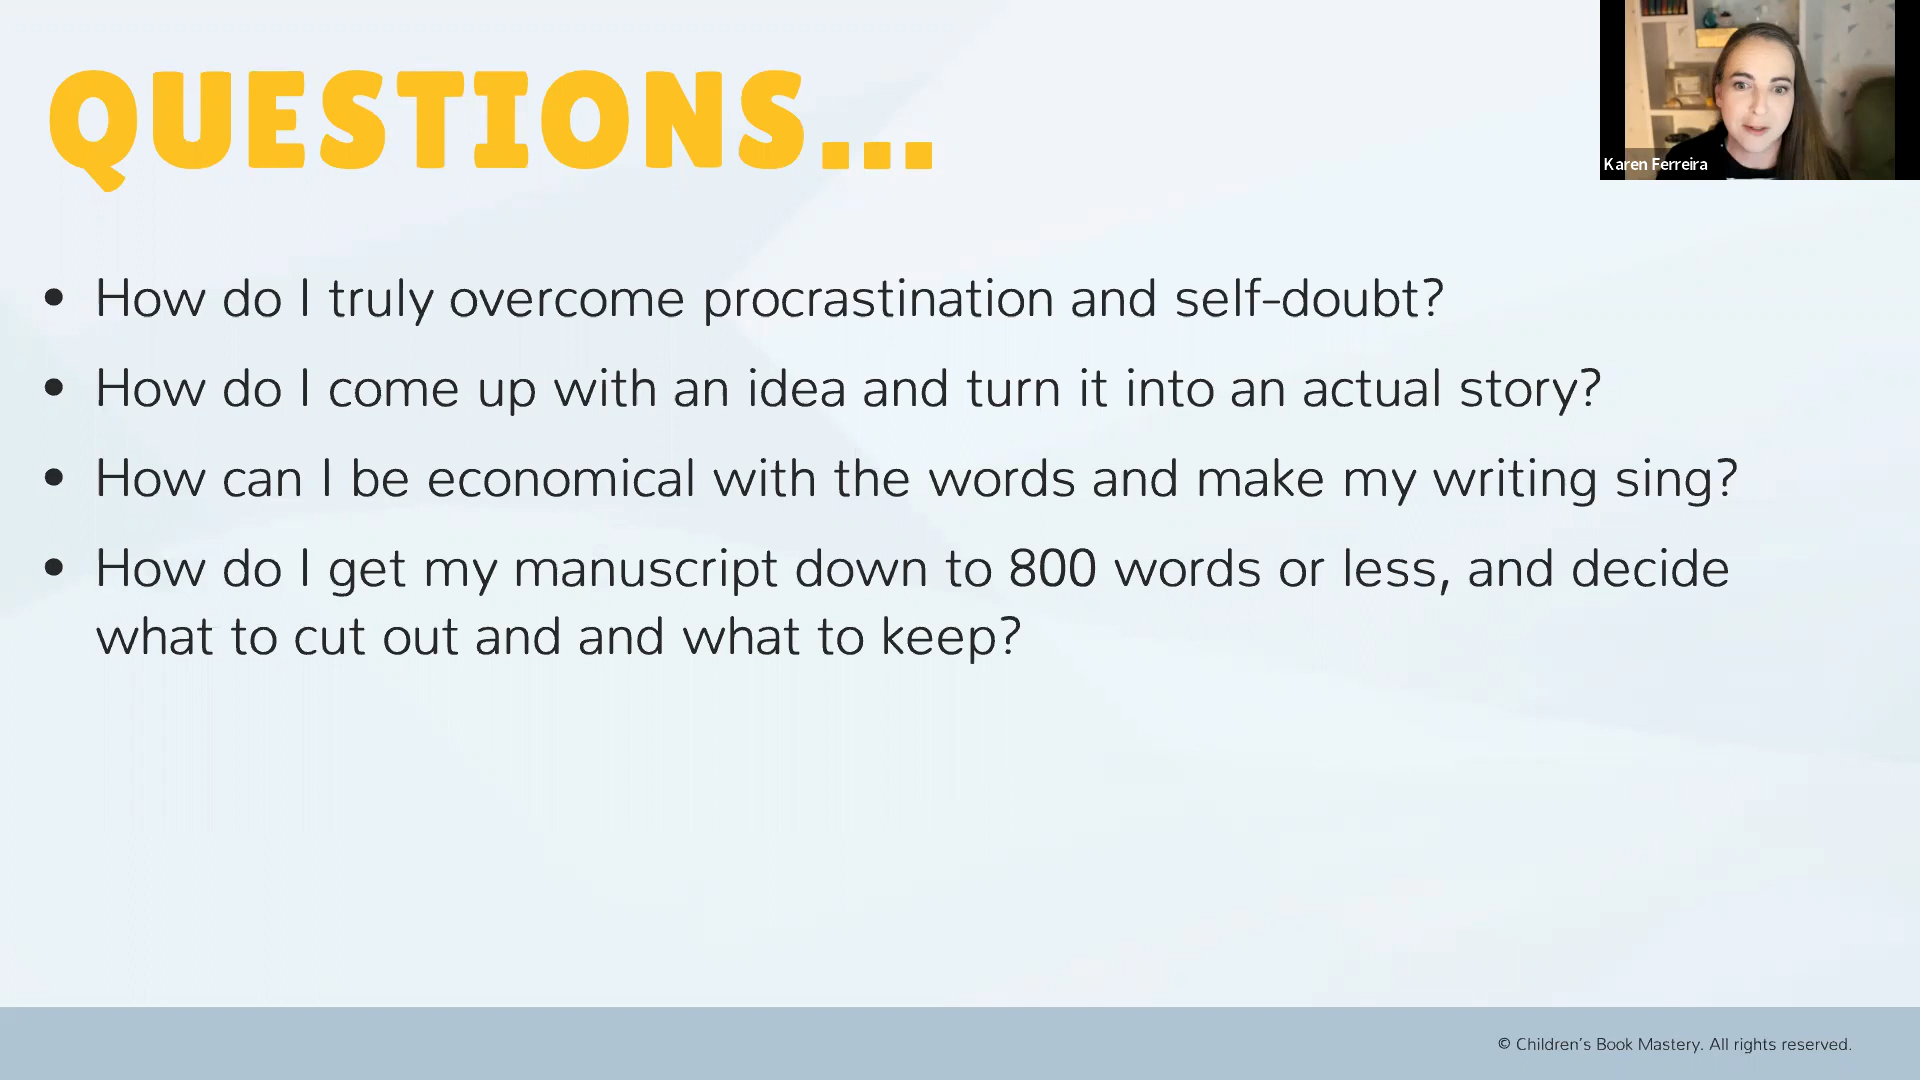 QUESTIONS...
Karen Ferreira
• How do I truly overcome procrastination and self-doubt?
• How do I come up with an idea and turn it into an actual story?
• How can I be economical with the words and make my writing sing?
• How do I get my manuscript down to 800 words or less, and decide
what to cut out and and what to keep?
© Children's Book Mastery. All rights reserved.